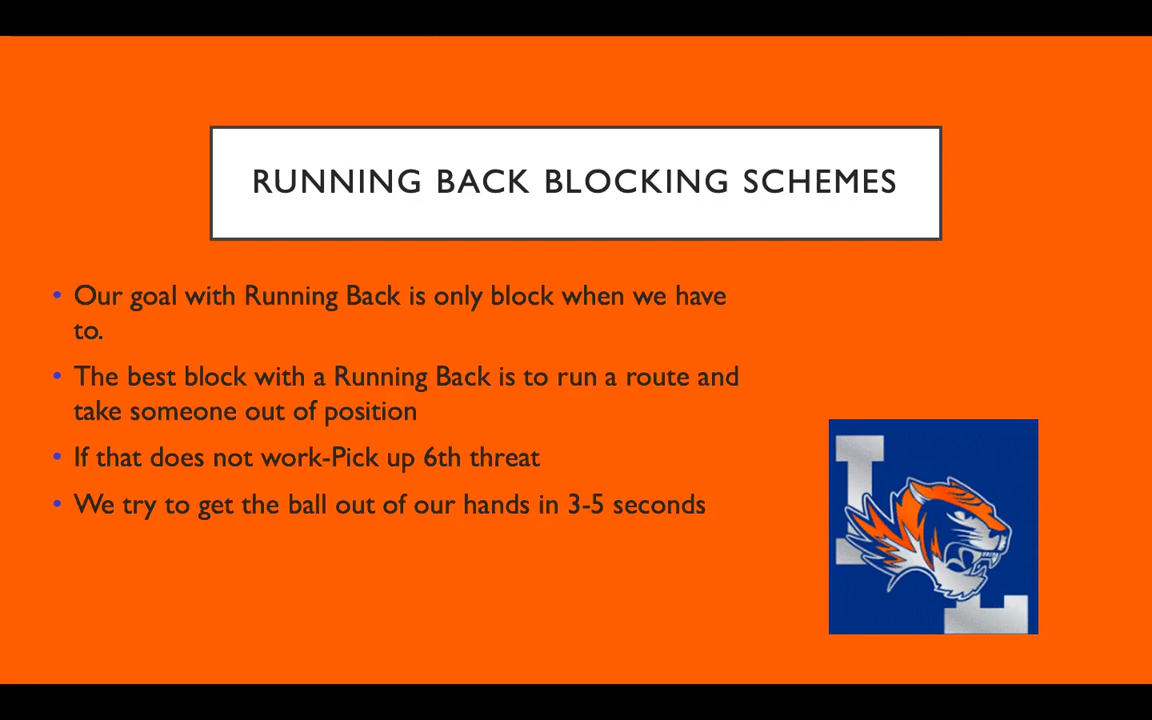 RUNNING BACK BLOCKING SCHEMES
• Our goal with Running Back is only block when we have
to.
• The best block with a Running Back is to run a route and
take someone out of position
• If that does not work-Pick up 6th threat
• We try to get the ball out of our hands in 3-5 seconds
L
L